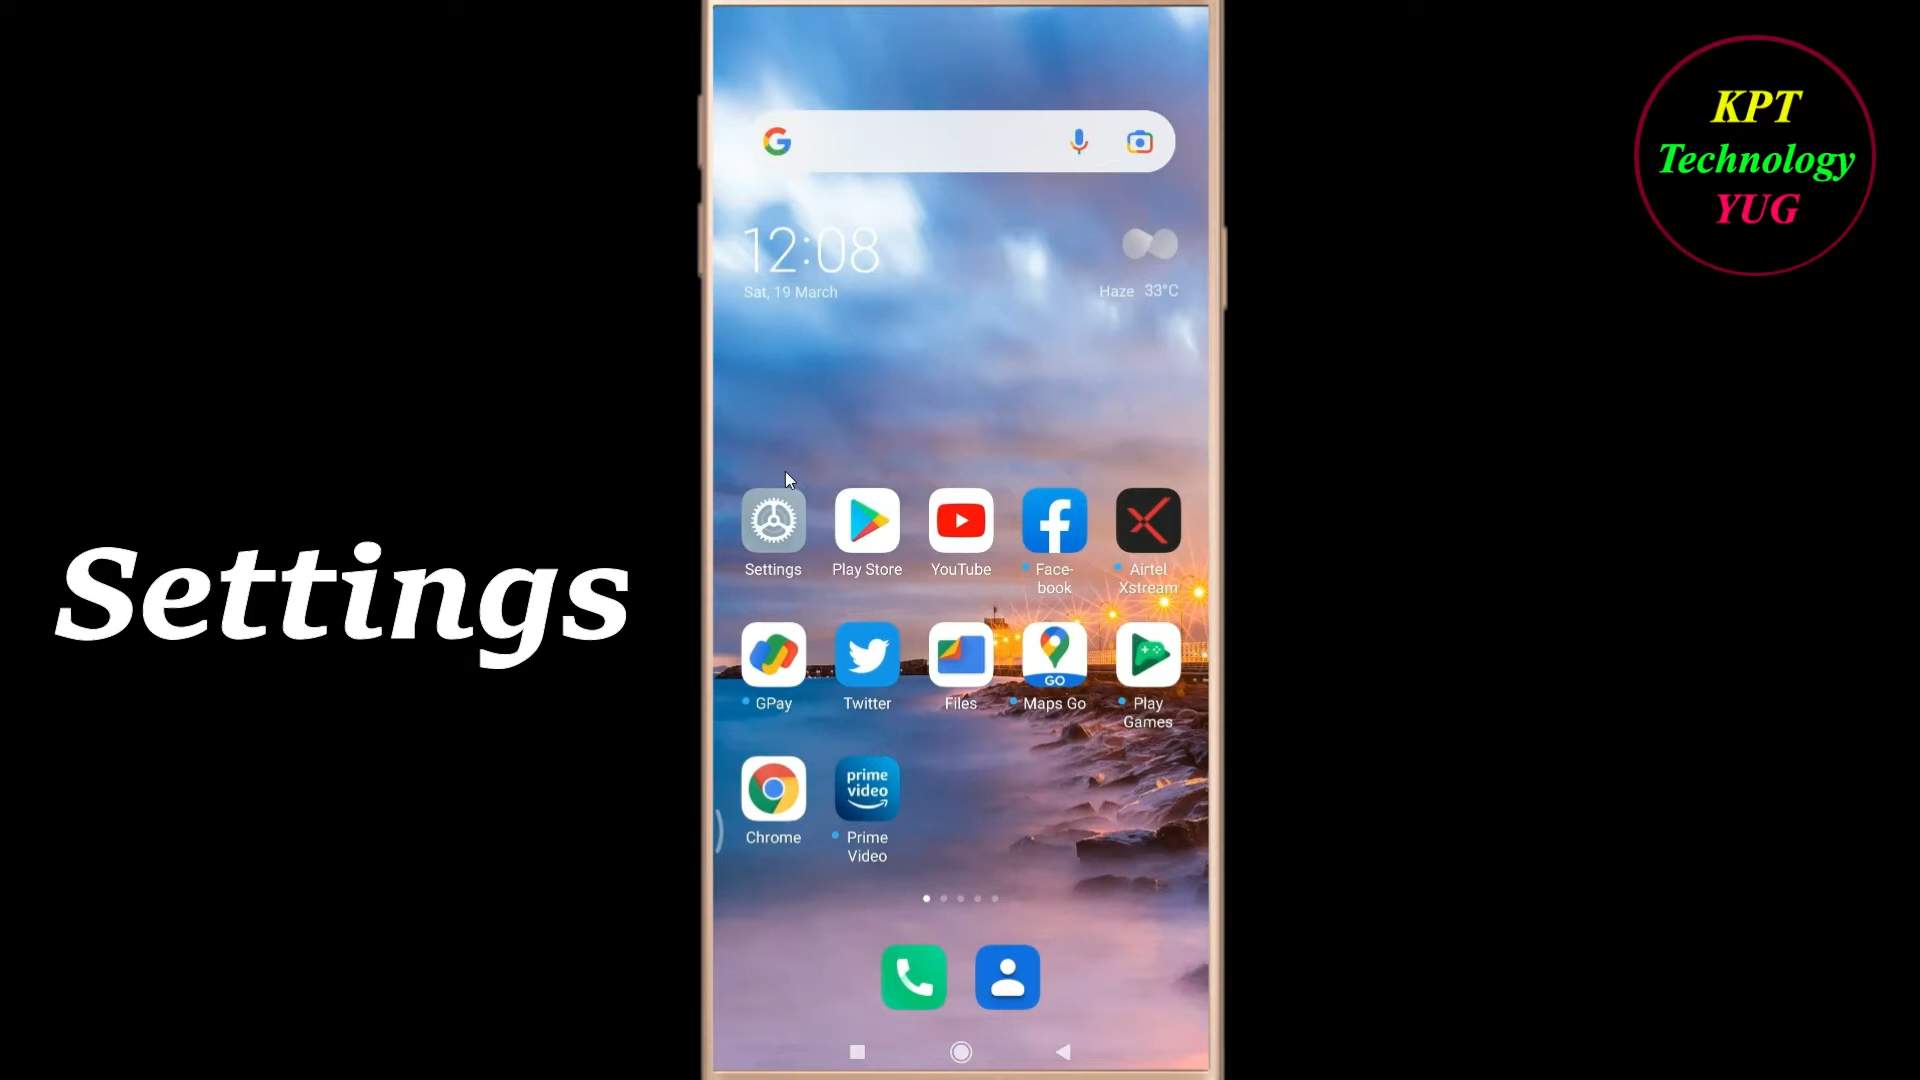 KPT
Technology
YUG
12:08
Sat, 19 March
Haze 33°C
Settings
Play Store
YouTube
Face-
book
Airtel
Xstream
Settings
GPay
Twitter
Files
GO
Maps Go
Play
Games
prime
video
Chrome
Prime
Video